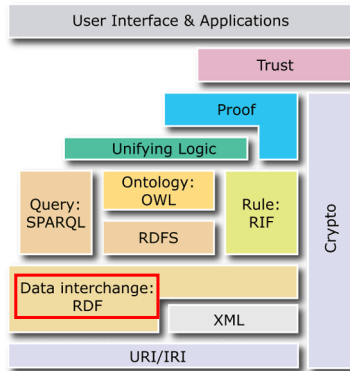 User Interface & Applications
Trust
Proof
Unifying Logic
Query:
SPARQL
Ontology:
OWL
RDFS
Rule:
RIF
Crypto
Data interchange:
RDF
XML
URI/IRI